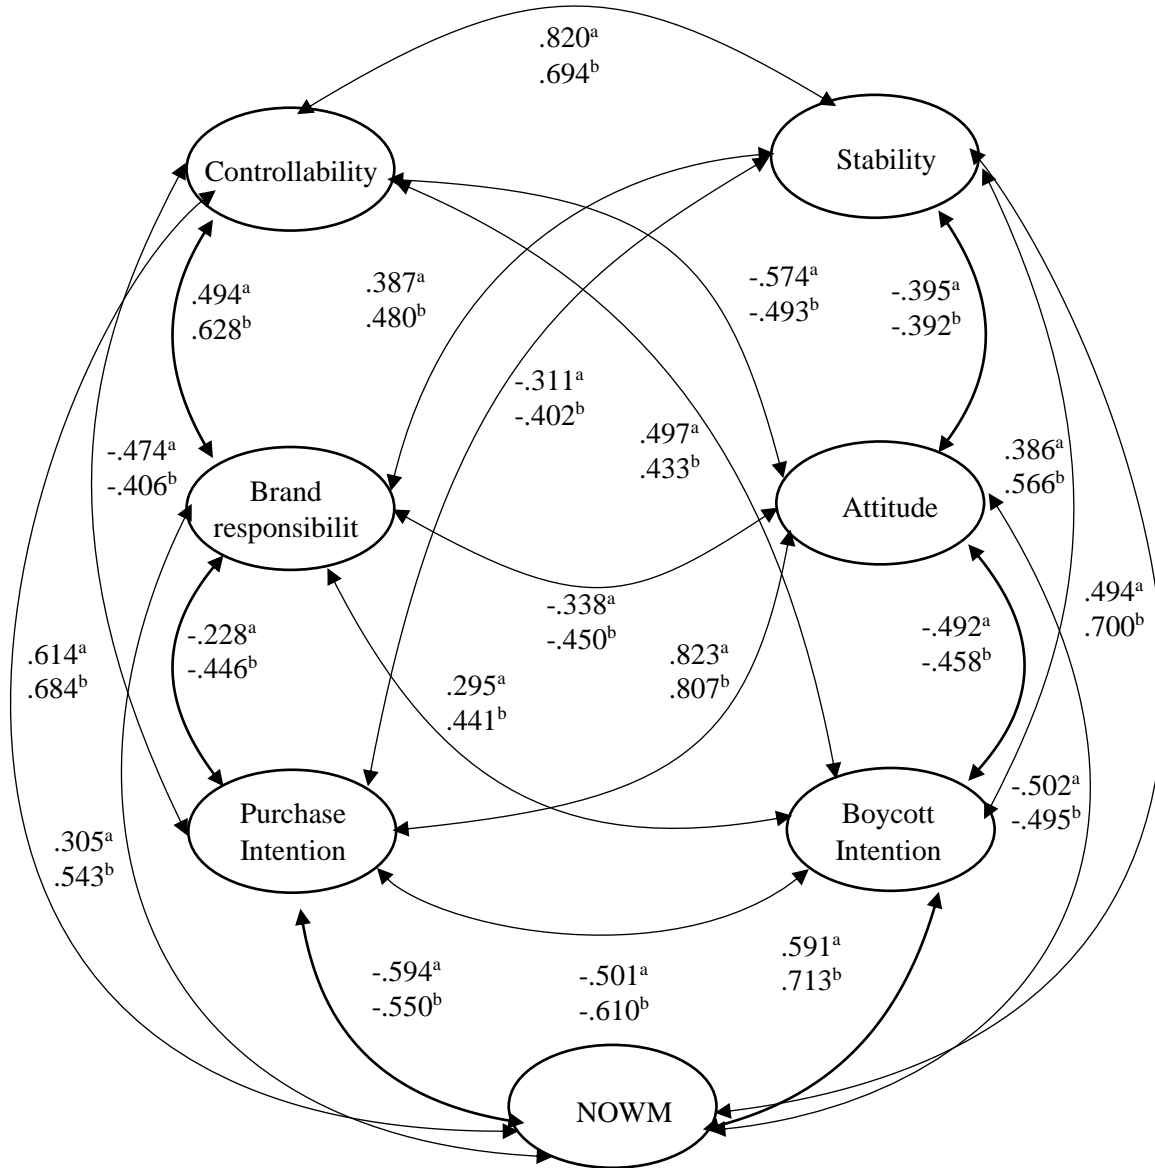 .820ᵃ
.694ᵇ
Controllability
Stability
.494ᵃ
.628ᵇ
.387ᵃ
.480ᵇ
-.574ᵃ
-.493ᵇ
-.395ᵃ
-.392ᵇ
-.311ᵃ
-.402ᵇ
-.474ᵃ
-.406ᵇ
.497ᵃ
.433ᵇ
.386ᵃ
.566ᵇ
Brand
responsibilit
Attitude
-.338ᵃ
-.450ᵇ
.494ᵃ
.700ᵇ
-.228ᵃ
-.446ᵇ
-.492ᵃ
-.458ᵇ
.614ᵃ
.684ᵇ
.823ᵃ
.807ᵇ
.295ᵃ
.441ᵇ
-.502ᵃ
-.495ᵇ
Purchase
Intention
Boycott
Intention
.305ᵃ
.543ᵇ
-.594ᵃ
-.550ᵇ
-.501ᵃ
-.610ᵇ
.591ᵃ
.713ᵇ
NOWM